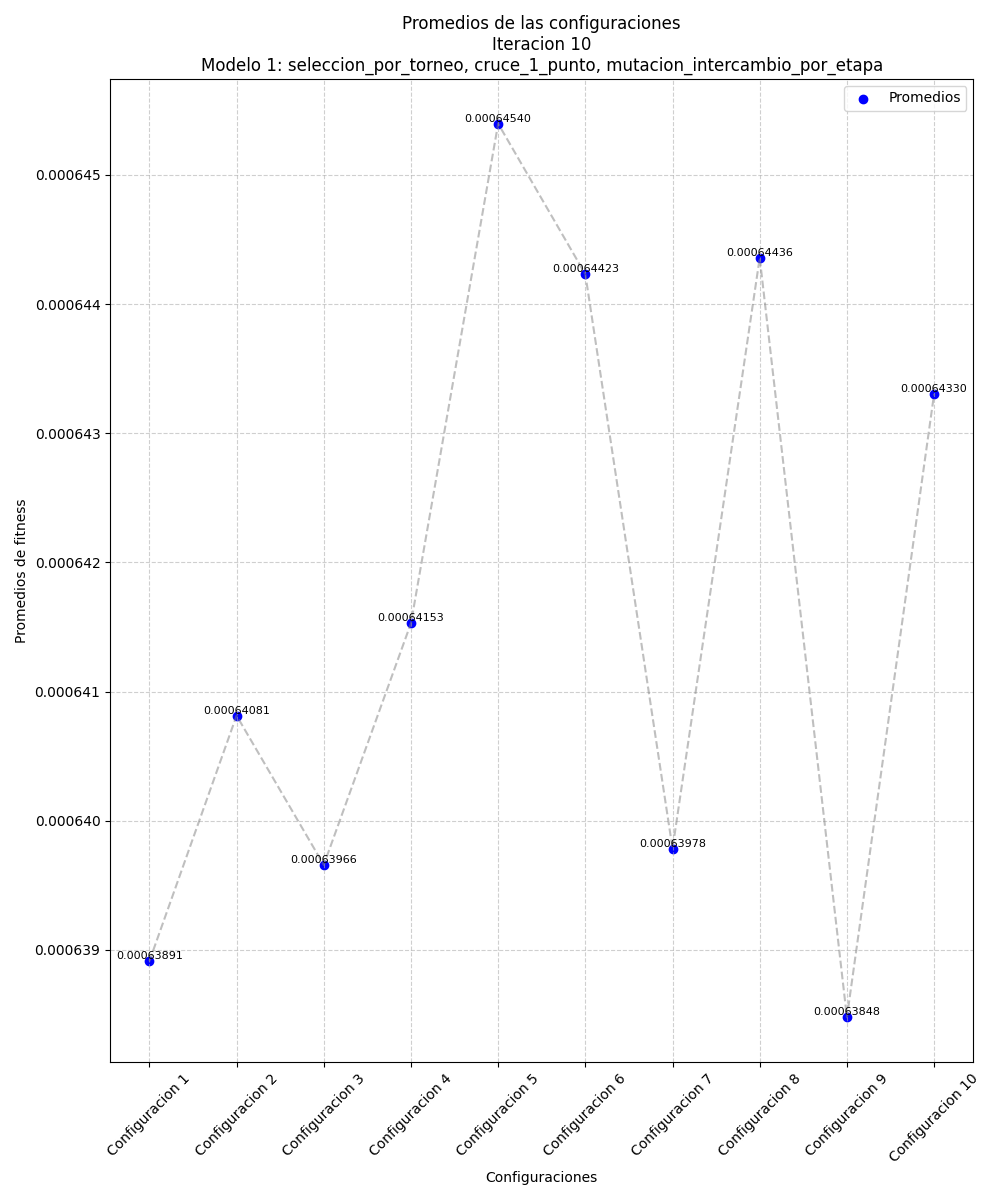 Promedios de las configuraciones
Iteracion 10
Modelo 1: seleccion_por_torneo, cruce_1_punto, mutacion_intercambio_por_etapa
Promedios
0.00064540
0.000645
0.00064436
0.00064423
0.000644
0.00064330
0.000643
0.000642
0.00064153
0.000641
0.00064081
0.000640
0.00063978
0.00063966
0.000639
0.00063891
0.00063848
Promedios de fitness
Configuracion 1
Configuracion 2
Configuracion 3
Configuracion 4
Configuracion 5
Configuracion 6
Configuracion 7
Configuracion 8
Configuracion 9
Configuracion 10
Configuraciones